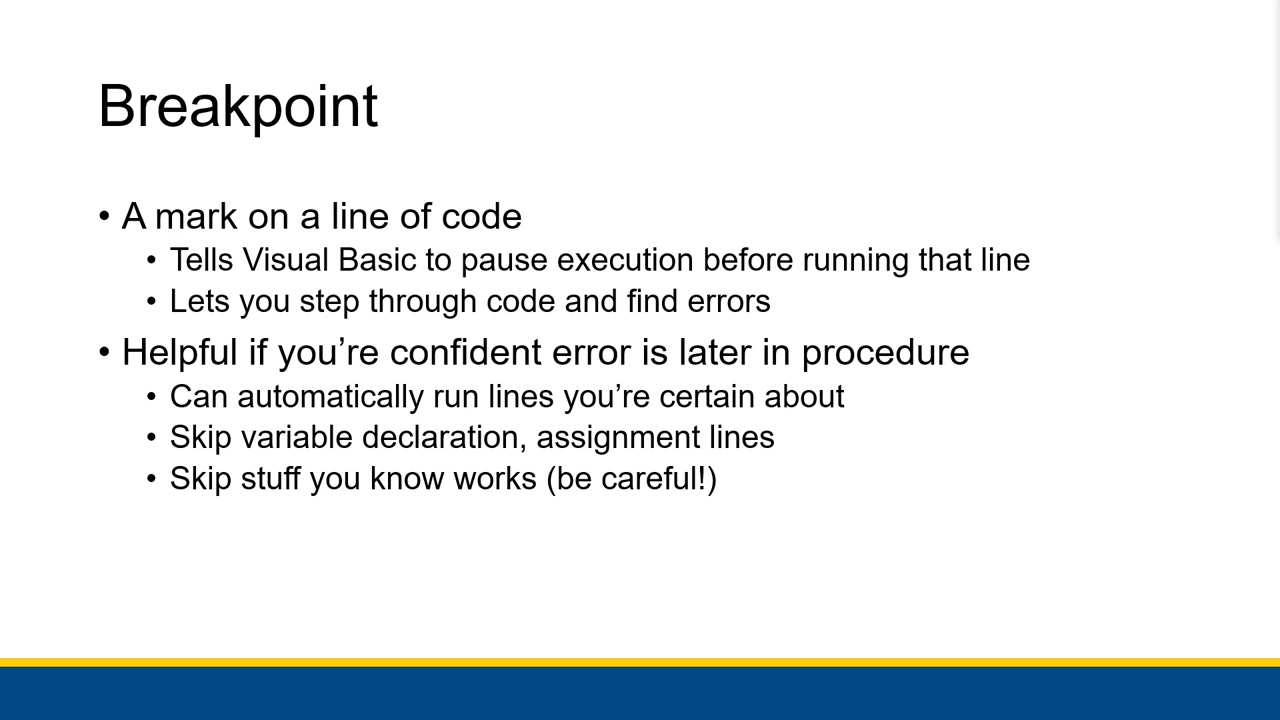 Breakpoint
• A mark on a line of code
• Tells Visual Basic to pause execution before running that line
• Lets you step through code and find errors
• Helpful if you’re confident error is later in procedure
• Can automatically run lines you’re certain about
• Skip variable declaration, assignment lines
• Skip stuff you know works (be careful!)